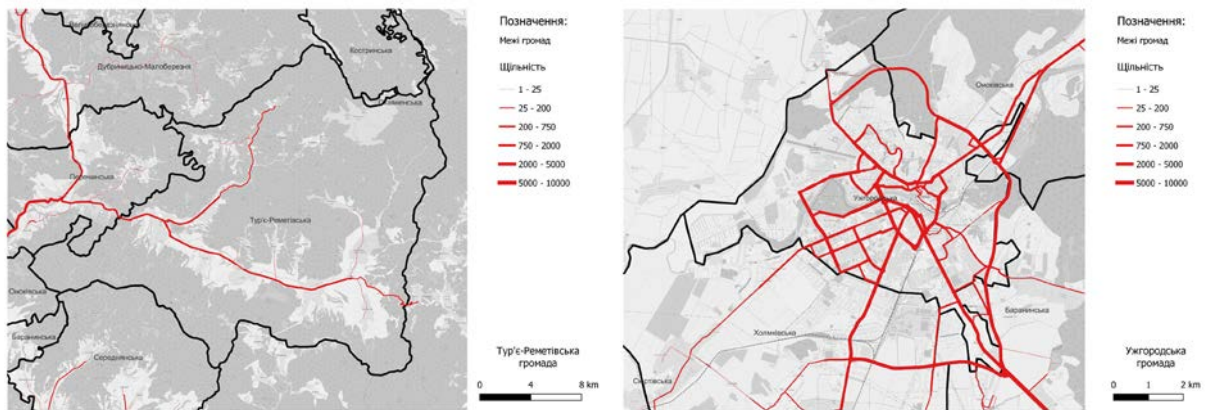 Дубриницько-Малоберезня
Костринська
Перечинська
Тур'є-Реметівська
Оноківська
Баранинська
Середнянська
Позначення:
Межі громад
Щільність
1 - 25
25 - 200
200 - 750
750 - 2000
2000 - 5000
5000 - 10000
Тур'є-Реметівська
громада
0 4 8 km
Оноківська
Ужгородська
Баранинська
Холмківська
Позначення:
Межі громад
Щільність
1 - 25
25 - 200
200 - 750
750 - 2000
2000 - 5000
5000 - 10000
Ужгородська
громада
0 1 2 km